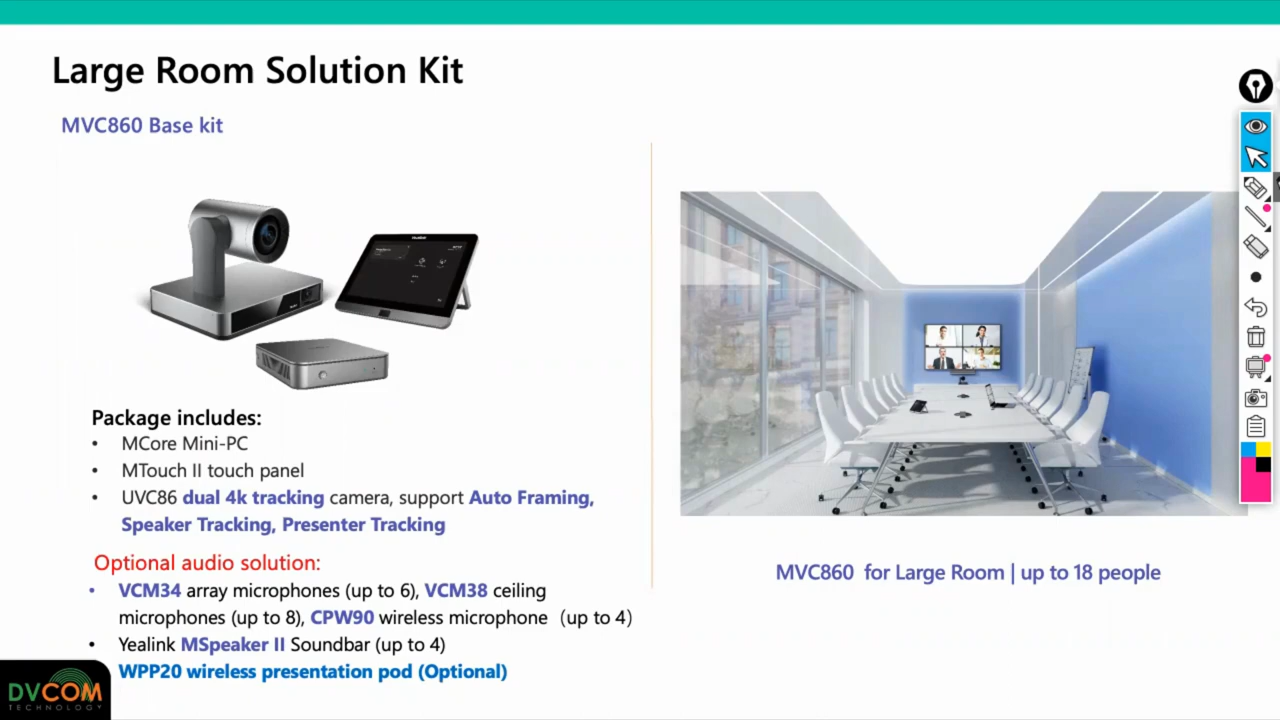 Large Room Solution Kit
MVC860 Base kit
Package includes:
• MCore Mini-PC
• MTouch II touch panel
• UVC86 dual 4k tracking camera, support Auto Framing,
Speaker Tracking, Presenter Tracking
Optional audio solution:
• VCM34 array microphones (up to 6), VCM38 ceiling
microphones (up to 8), CPW90 wireless microphone （up to 4）
• Yealink MSpeaker II Soundbar (up to 4)
WPP20 wireless presentation pod (Optional)
MVC860 for Large Room | up to 18 people
DVCOM
TECHNOLOGY